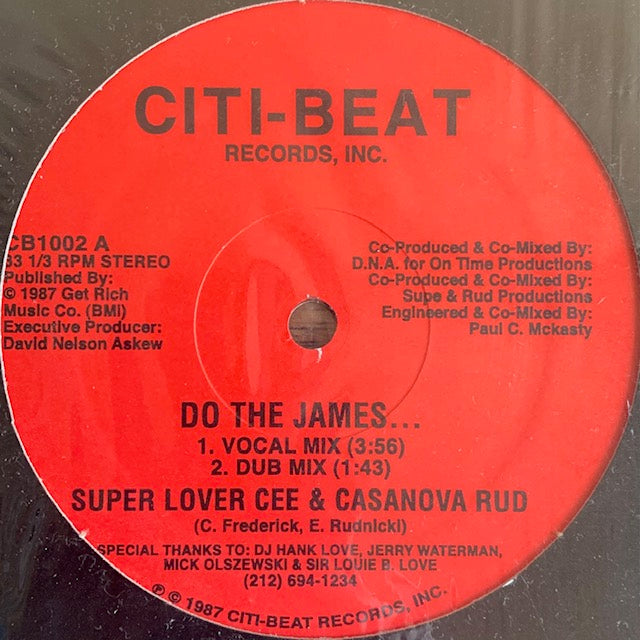 CITI-BEAT
RECORDS, INC.
CB1002 A
33 1/3 RPM STEREO
Published By:
© 1987 Get Rich
Music Co. (BMI)
Executive Producer:
David Nelson Askew
Co-Produced & Co-Mixed By:
D.N.A. for On Time Productions
Co-Produced & Co-Mixed By:
Supe & Rud Productions
Engineered & Co-Mixed By:
Paul C. Mckasty
DO THE JAMES...
1. VOCAL MIX (3:56)
2. DUB MIX (1:43)
SUPER LOVER CEE & CASANOVA RUD
(C. Frederick, E. Rudnicki)
SPECIAL THANKS TO: DJ HANK LOVE, JERRY WATERMAN,
MICK OLSZEWSKI & SIR LOUIE B. LOVE
(212) 694-1234
℗ © 1987 CITI-BEAT RECORDS, INC.